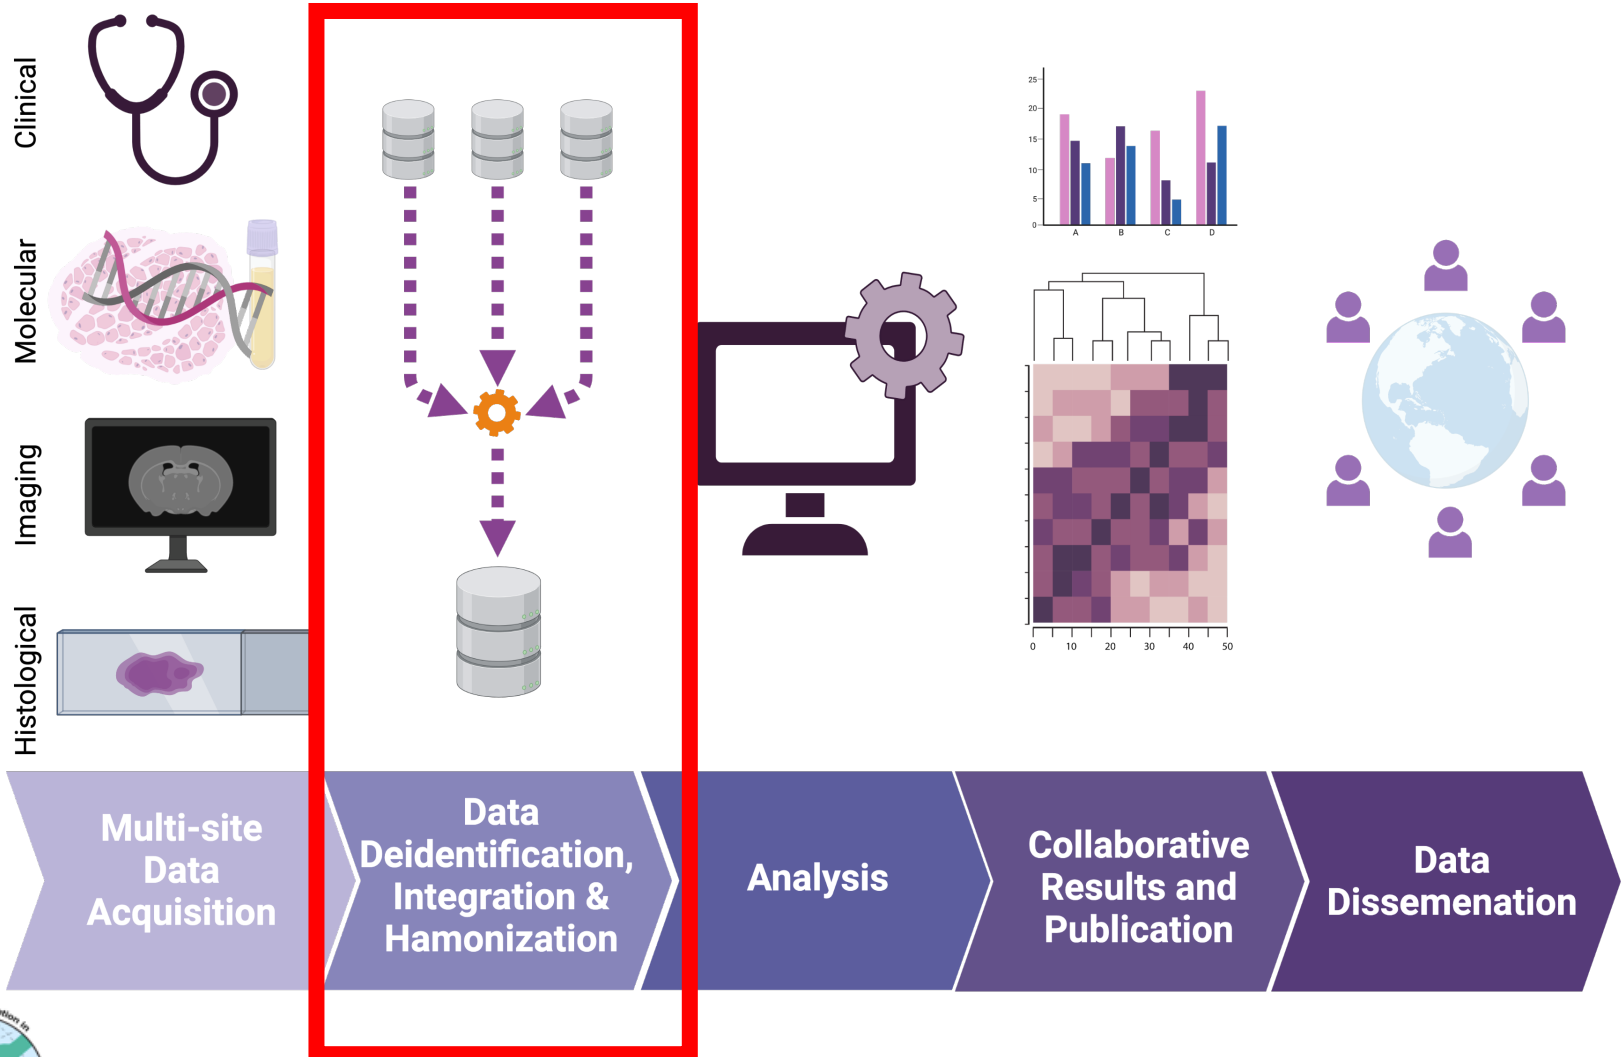 Clinical
Molecular
Imaging
Histological
25
20
15
10
5
0
A B C D
0 10 20 30 40 50
Multi-site
Data
Acquisition
Data
Deidentification,
Integration &
Hamonization
Analysis
Collaborative
Results and
Publication
Data
Dissemenation